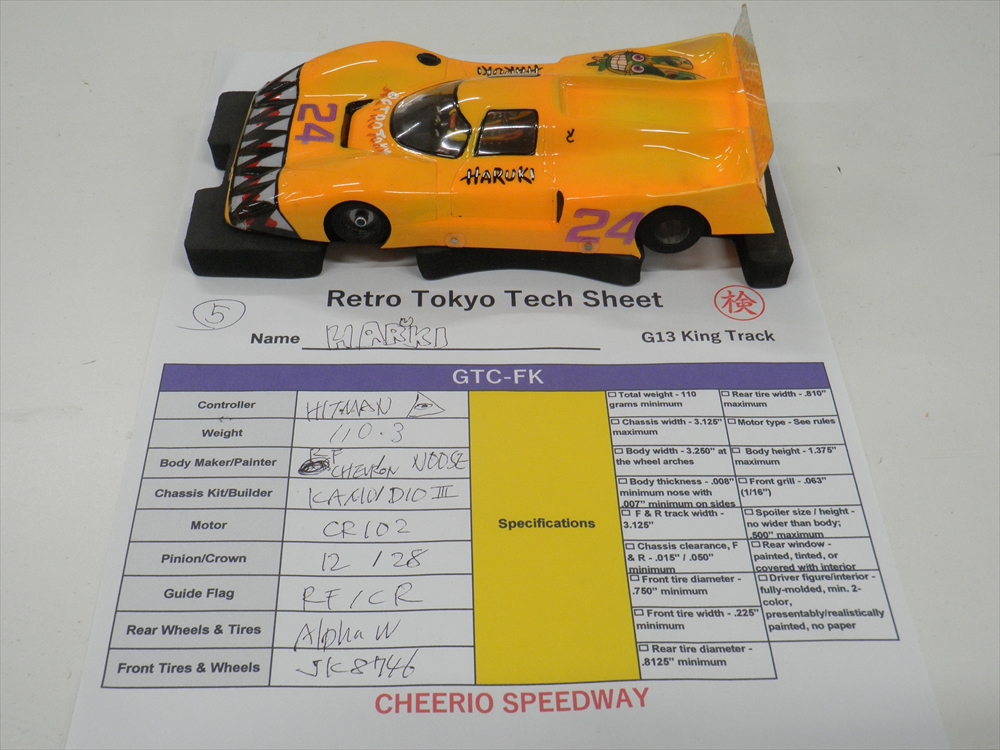 24
HARUKI
HARUKI
24
Retro Tokyo Tech Sheet
検
5
Name HARUKI
G13 King Track
GTC-FK
Controller HITMAN
Weight 110.3
Body Maker/Painter CHEVRON NOOSE
Chassis Kit/Builder KAMI/DIO III
Motor CR102
Pinion/Crown 12 / 28
Guide Flag RF/CR
Rear Wheels & Tires Alpha W
Front Tires & Wheels JK8746
Specifications
Total weight - 110 grams minimum
Rear tire width - .810" maximum
Chassis width - 3.125" maximum
Motor type - See rules
Body width - 3.250" at the wheel arches
Body height - 1.375" maximum
Body thickness - .008" minimum nose with .007" minimum on sides
Front grill - .063" (1/16")
F & R track width - 3.125"
Spoiler size / height - no wider than body; .500" maximum
Chassis clearance, F & R - .015" / .050" minimum
Rear window - painted, tinted, or covered with interior
Front tire diameter - .750" minimum
Driver figure/interior - fully-molded, min. 2-color, presentably/realistically painted, no paper
Front tire width - .225" minimum
Rear tire diameter - .8125" minimum
CHEERIO SPEEDWAY